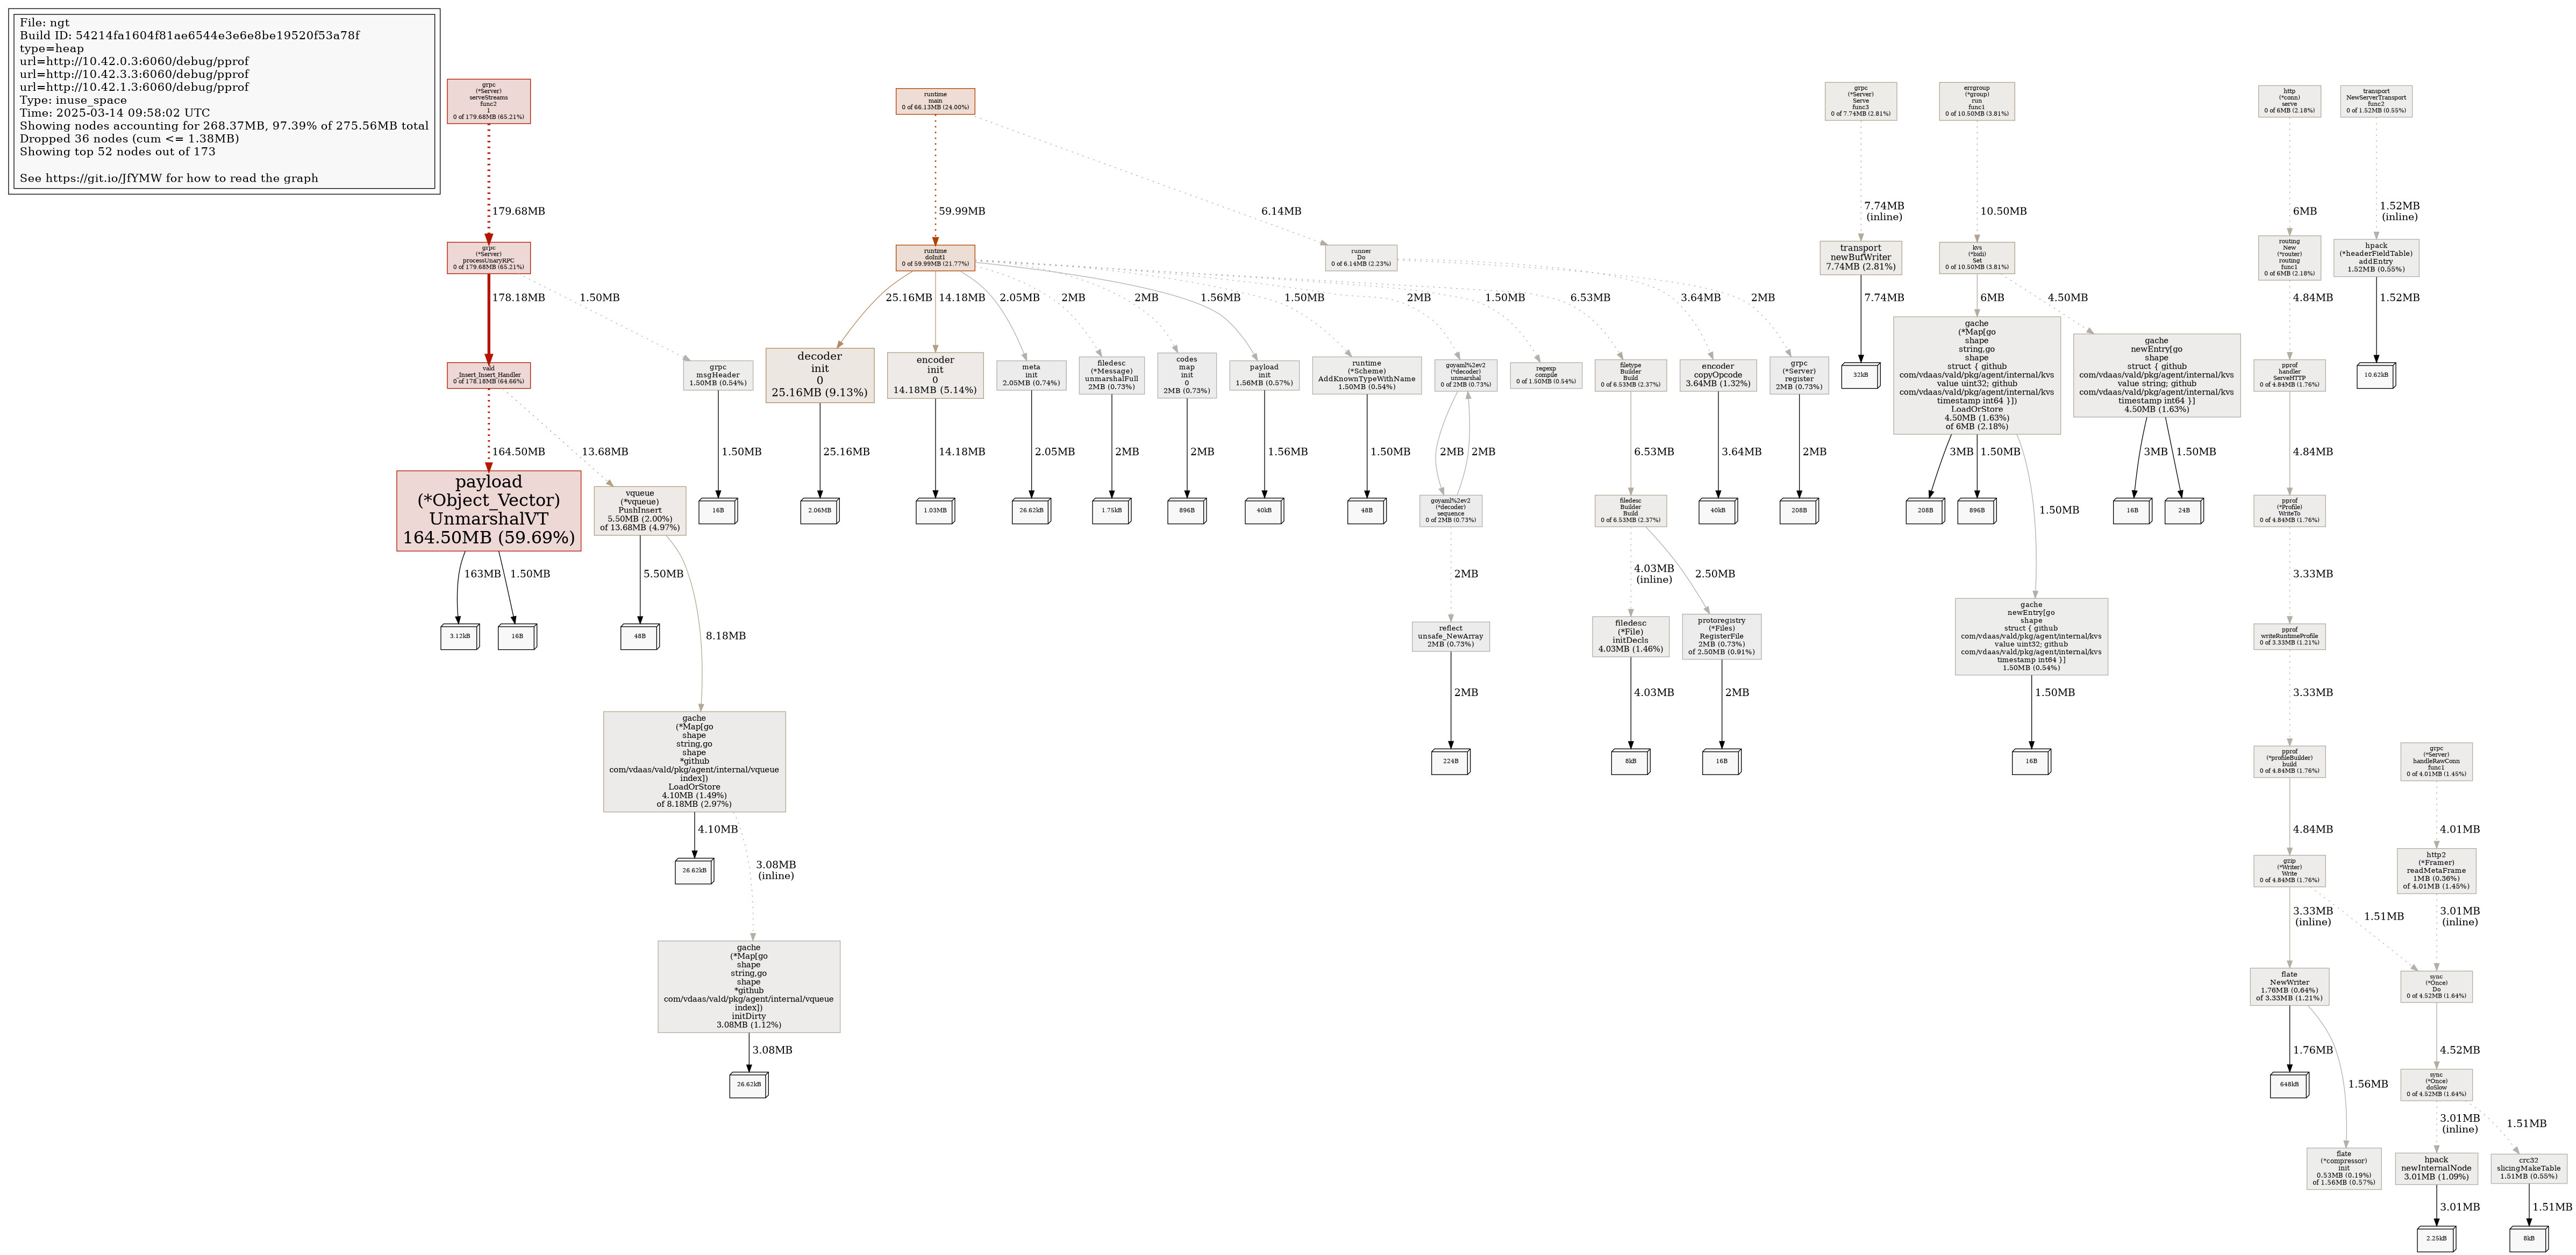 File: ngt
Build ID: 54214fa1604f81ae6544e3e6e8be19520f53a78f
type=heap
url=http://10.42.0.3:6060/debug/pprof
url=http://10.42.3.3:6060/debug/pprof
url=http://10.42.1.3:6060/debug/pprof
Type: inuse_space
Time: 2025-03-14 09:58:02 UTC
Showing nodes accounting for 268.37MB, 97.39% of 275.56MB total
Dropped 36 nodes (cum <= 1.38MB)
Showing top 52 nodes out of 173
See https://git.io/JfYMW for how to read the graph
grpc
(*Server)
serveStreams
func2
1
0 of 179.68MB (65.21%)
runtime
main
0 of 66.13MB (24.00%)
grpc
(*Server)
Serve
func3
0 of 7.74MB (2.81%)
errgroup
(*group)
run
func1
0 of 10.50MB (3.81%)
http
(*conn)
serve
0 of 6MB (2.18%)
transport
NewServerTransport
func2
0 of 1.52MB (0.55%)
179.68MB
59.99MB
6.14MB
7.74MB
(inline)
10.50MB
6MB
1.52MB
(inline)
grpc
(*Server)
processUnaryRPC
0 of 179.68MB (65.21%)
runtime
doInit1
0 of 59.99MB (21.77%)
runner
Do
0 of 6.14MB (2.23%)
transport
newBufWriter
7.74MB (2.81%)
kvs
(*bidi)
Set
0 of 10.50MB (3.81%)
routing
New
(*router)
routing
func1
0 of 6MB (2.18%)
hpack
(*headerFieldTable)
addEntry
1.52MB (0.55%)
178.18MB
1.50MB
25.16MB
14.18MB
2.05MB
2MB
2MB
1.56MB
1.50MB
2MB
1.50MB
6.53MB
3.64MB
2MB
7.74MB
6MB
4.50MB
4.84MB
1.52MB
vald
Insert_Insert_Handler
0 of 178.18MB (64.66%)
grpc
msgHeader
1.50MB (0.54%)
decoder
init
0
25.16MB (9.13%)
encoder
init
0
14.18MB (5.14%)
meta
init
2.05MB (0.74%)
filedesc
(*Message)
unmarshalFull
2MB (0.73%)
codes
map
init
0
2MB (0.73%)
payload
init
1.56MB (0.57%)
runtime
(*Scheme)
AddKnownTypeWithName
1.50MB (0.54%)
goyaml%2ev2
(*decoder)
unmarshal
0 of 2MB (0.73%)
regexp
compile
0 of 1.50MB (0.54%)
filetype
Builder
Build
0 of 6.53MB (2.37%)
encoder
copyOpcode
3.64MB (1.32%)
grpc
(*Server)
register
2MB (0.73%)
32kB
gache
(*Map[go
shape
string,go
shape
struct { github
com/vdaas/vald/pkg/agent/internal/kvs
value uint32; github
com/vdaas/vald/pkg/agent/internal/kvs
timestamp int64 }])
LoadOrStore
4.50MB (1.63%)
of 6MB (2.18%)
gache
newEntry[go
shape
struct { github
com/vdaas/vald/pkg/agent/internal/kvs
value string; github
com/vdaas/vald/pkg/agent/internal/kvs
timestamp int64 }]
4.50MB (1.63%)
pprof
handler
ServeHTTP
0 of 4.84MB (1.76%)
10.62kB
164.50MB
13.68MB
1.50MB
25.16MB
14.18MB
2.05MB
2MB
2MB
1.56MB
1.50MB
2MB
2MB
6.53MB
3.64MB
2MB
3MB
1.50MB
3MB
1.50MB
4.84MB
payload
(*Object_Vector)
UnmarshalVT
164.50MB (59.69%)
vqueue
(*vqueue)
PushInsert
5.50MB (2.00%)
of 13.68MB (4.97%)
16B
2.06MB
1.03MB
26.62kB
1.75kB
896B
40kB
48B
goyaml%2ev2
(*decoder)
sequence
0 of 2MB (0.73%)
filedesc
Builder
Build
0 of 6.53MB (2.37%)
40kB
208B
208B
896B
1.50MB
16B
24B
pprof
(*Profile)
WriteTo
0 of 4.84MB (1.76%)
163MB
1.50MB
5.50MB
2MB
4.03MB
(inline)
2.50MB
3.33MB
3.12kB
16B
48B
8.18MB
reflect
unsafe_NewArray
2MB (0.73%)
filedesc
(*File)
initDecls
4.03MB (1.46%)
protoregistry
(*Files)
RegisterFile
2MB (0.73%)
of 2.50MB (0.91%)
gache
newEntry[go
shape
struct { github
com/vdaas/vald/pkg/agent/internal/kvs
value uint32; github
com/vdaas/vald/pkg/agent/internal/kvs
timestamp int64 }]
1.50MB (0.54%)
pprof
writeRuntimeProfile
0 of 3.33MB (1.21%)
2MB
4.03MB
2MB
1.50MB
3.33MB
gache
(*Map[go
shape
string,go
shape
*github
com/vdaas/vald/pkg/agent/internal/vqueue
index])
LoadOrStore
4.10MB (1.49%)
of 8.18MB (2.97%)
224B
8kB
16B
16B
pprof
(*profileBuilder)
build
0 of 4.84MB (1.76%)
grpc
(*Server)
handleRawConn
func1
0 of 4.01MB (1.45%)
4.10MB
3.08MB
(inline)
4.84MB
4.01MB
26.62kB
gzip
(*Writer)
Write
0 of 4.84MB (1.76%)
http2
(*Framer)
readMetaFrame
1MB (0.36%)
of 4.01MB (1.45%)
3.33MB
(inline)
1.51MB
3.01MB
(inline)
gache
(*Map[go
shape
string,go
shape
*github
com/vdaas/vald/pkg/agent/internal/vqueue
index])
initDirty
3.08MB (1.12%)
flate
NewWriter
1.76MB (0.64%)
of 3.33MB (1.21%)
sync
(*Once)
Do
0 of 4.52MB (1.64%)
3.08MB
1.76MB
1.56MB
4.52MB
26.62kB
648kB
sync
(*Once)
doSlow
0 of 4.52MB (1.64%)
3.01MB
(inline)
1.51MB
flate
(*compressor)
init
0.53MB (0.19%)
of 1.56MB (0.57%)
hpack
newInternalNode
3.01MB (1.09%)
crc32
slicingMakeTable
1.51MB (0.55%)
3.01MB
1.51MB
2.25kB
8kB